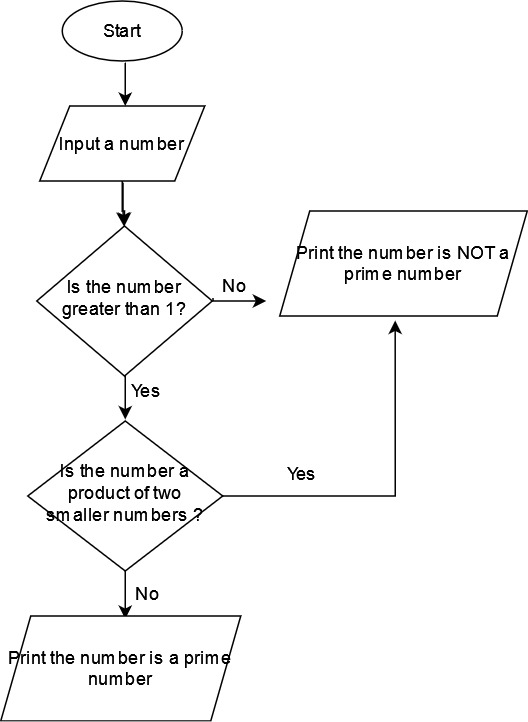 Start
Input a number
Is the number
greater than 1?
No
Print the number is NOT a
prime number
Yes
Is the number a
product of two
smaller numbers ?
Yes
No
Print the number is a prime
number